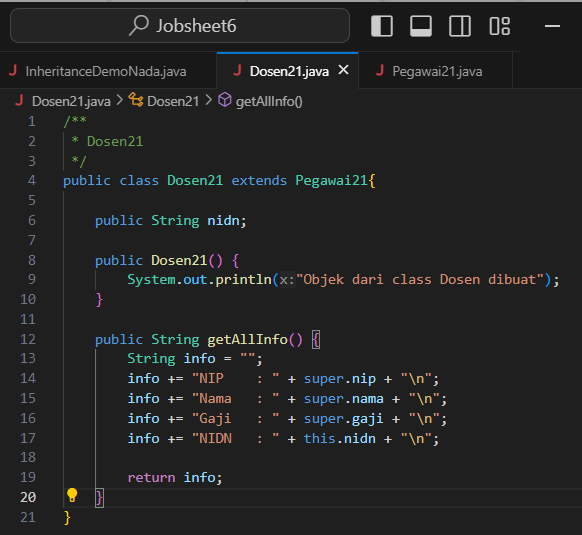 Jobsheet6
InheritanceDemoNada.java
Dosen21.java
Pegawai21.java
Dosen21.java > Dosen21 > getAllInfo()
1 /**
2  * Dosen21
3  */
4 public class Dosen21 extends Pegawai21{
5
6     public String nidn;
7
8     public Dosen21() {
9         System.out.println(x:"Objek dari class Dosen dibuat");
10     }
11
12     public String getAllInfo() {
13         String info = "";
14         info += "NIP    : " + super.nip + "\n";
15         info += "Nama   : " + super.nama + "\n";
16         info += "Gaji   : " + super.gaji + "\n";
17         info += "NIDN   : " + this.nidn + "\n";
18
19         return info;
20     }
21 }